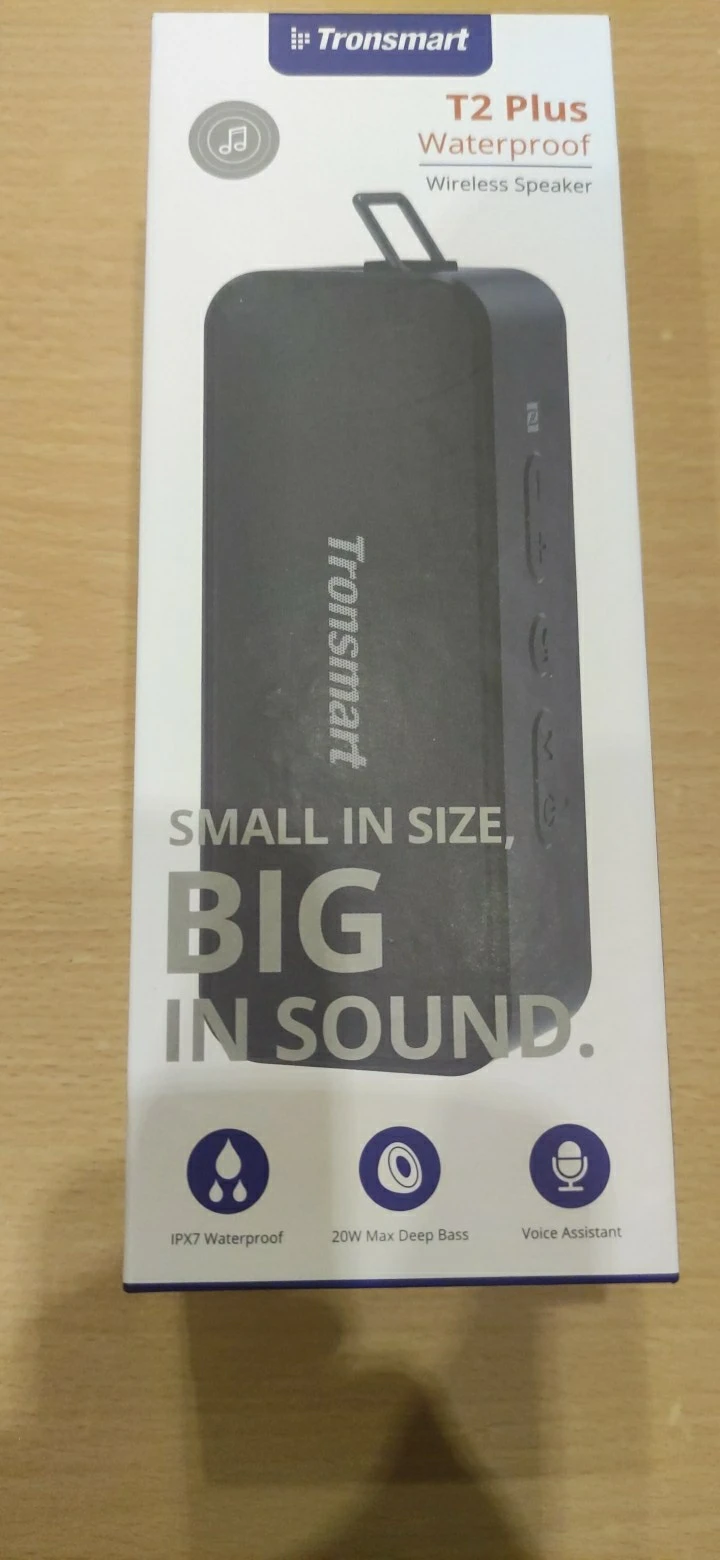 Tronsmart
T2 Plus
Waterproof
Wireless Speaker
Tronsmart
SMALL IN SIZE,
BIG
IN SOUND.
IPX7 Waterproof
20W Max Deep Bass
Voice Assistant